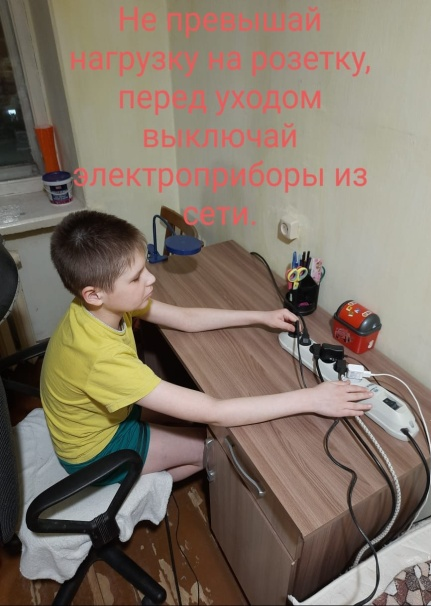 Не превышай
нагрузку на розетку,
перед уходом
выключай
электроприборы из
сети.